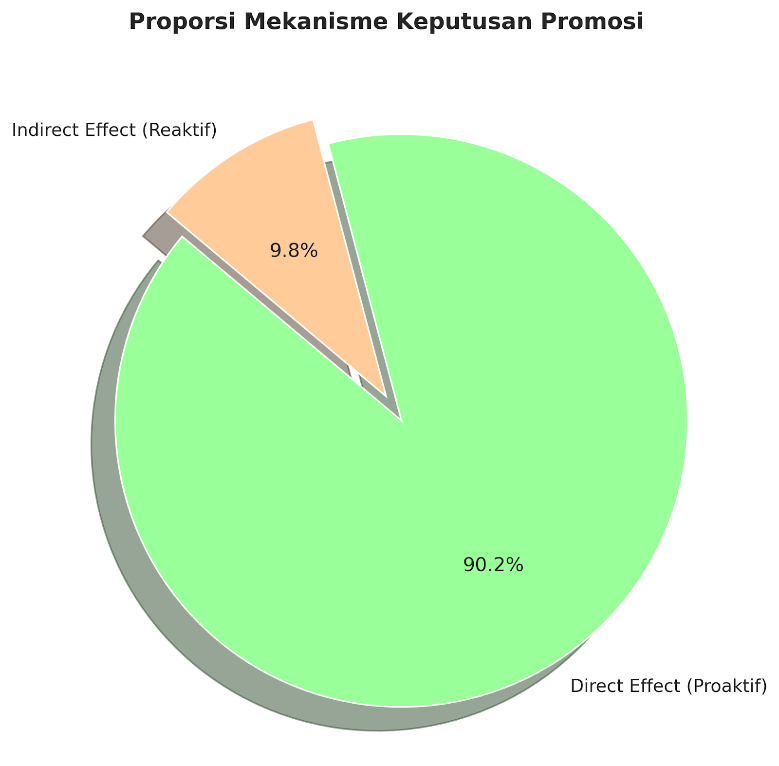 Proporsi Mekanisme Keputusan Promosi
Indirect Effect (Reaktif)
9.8%
90.2%
Direct Effect (Proaktif)